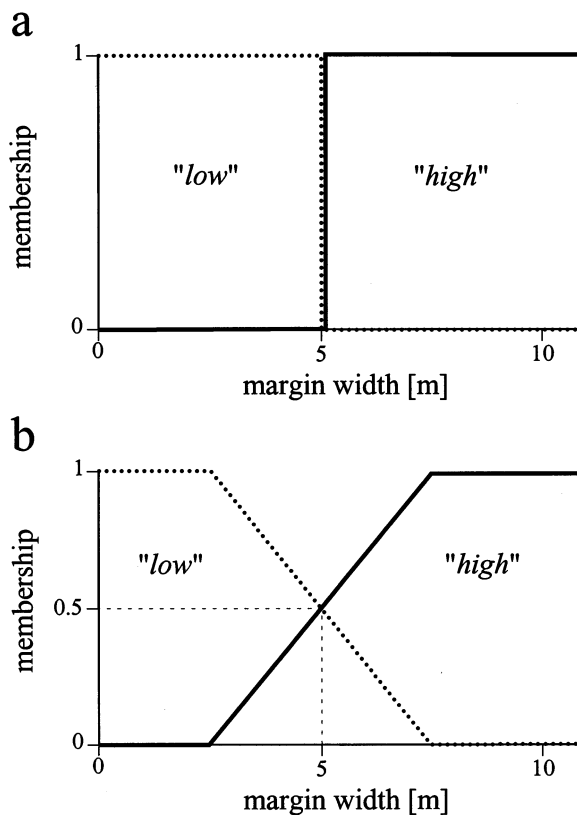 a
1
membership
"low"
"high"
0
0
5
10
margin width [m]
b
1
membership
"low"
"high"
0.5
0
0
5
10
margin width [m]